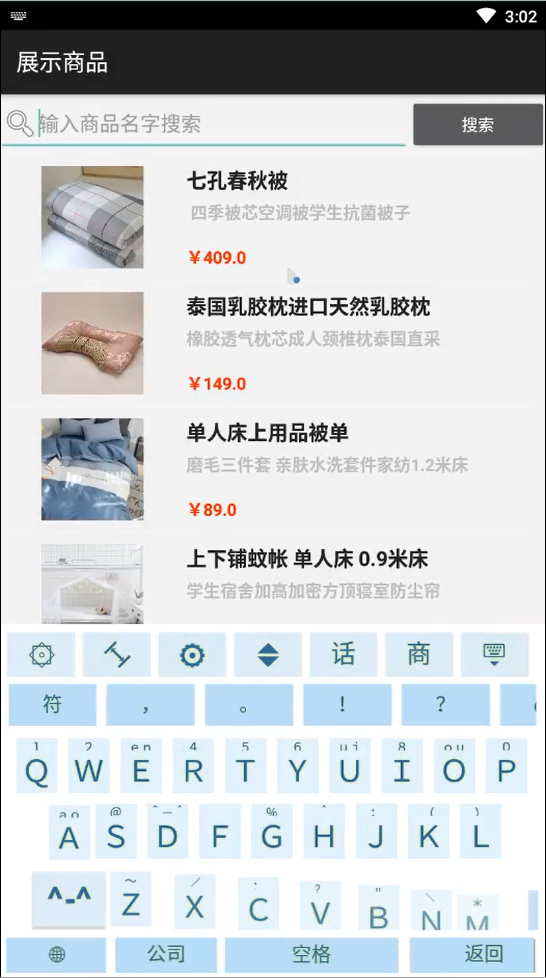 3:02
展示商品
输入商品名字搜索 搜索
七孔春秋被
四季被芯空调被学生抗菌被子
￥409.0
泰国乳胶枕进口天然乳胶枕
橡胶透气枕芯成人颈椎枕泰国直采
￥149.0
单人床上用品被单
磨毛三件套 亲肤水洗套件家纺1.2米床
￥89.0
上下铺蚊帐 单人床 0.9米床
学生宿舍加高加密方顶寝室防尘帘
话 商
符 ， 。 ！ ？
1 2 en 4 5 6 8 0
Q W E R T Y U I O P
@ % : ( )
A S D F G H J K L
~ / ? " \ *
^-^ Z X C V B N M
公司 空格 返回